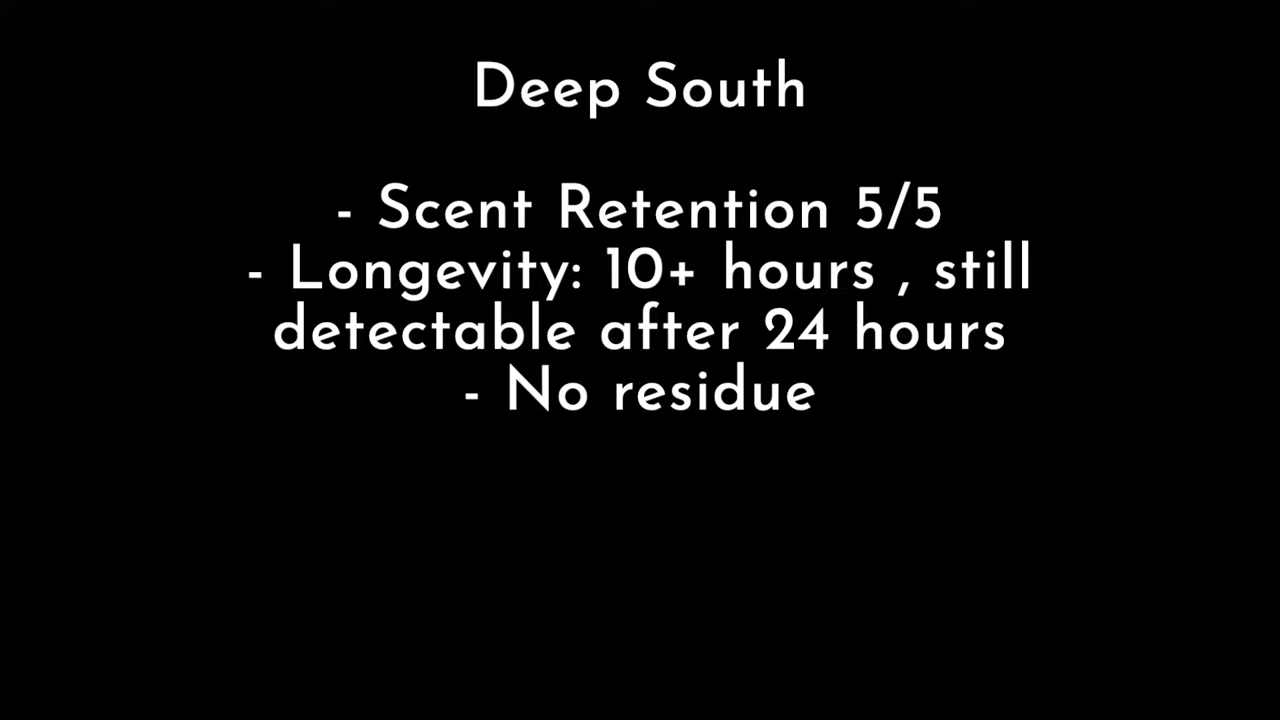 Deep South
- Scent Retention 5/5
- Longevity: 10+ hours , still
detectable after 24 hours
- No residue